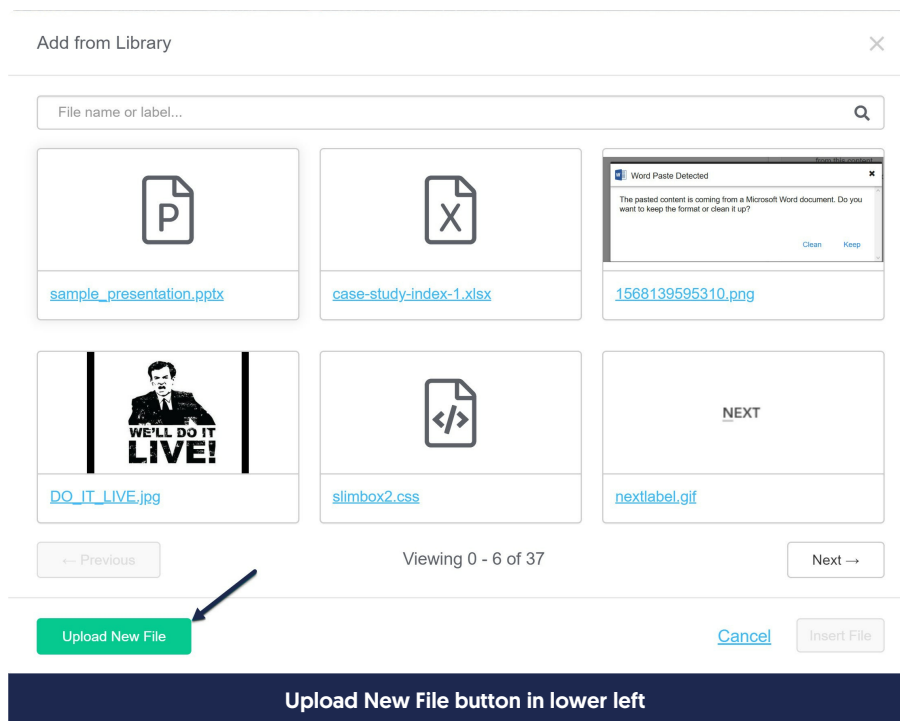 Add from Library
×
File name or label...
P
X
from this content
W Word Paste Detected
×
The pasted content is coming from a Microsoft Word document. Do you
want to keep the format or clean it up?
Clean Keep
sample_presentation.pptx
case-study-index-1.xlsx
1568139595310.png
WE'LL DO IT
LIVE!
</>
NEXT
DO_IT_LIVE.jpg
slimbox2.css
nextlabel.gif
← Previous
Viewing 0 - 6 of 37
Next →
Upload New File
Cancel
Insert File
Upload New File button in lower left